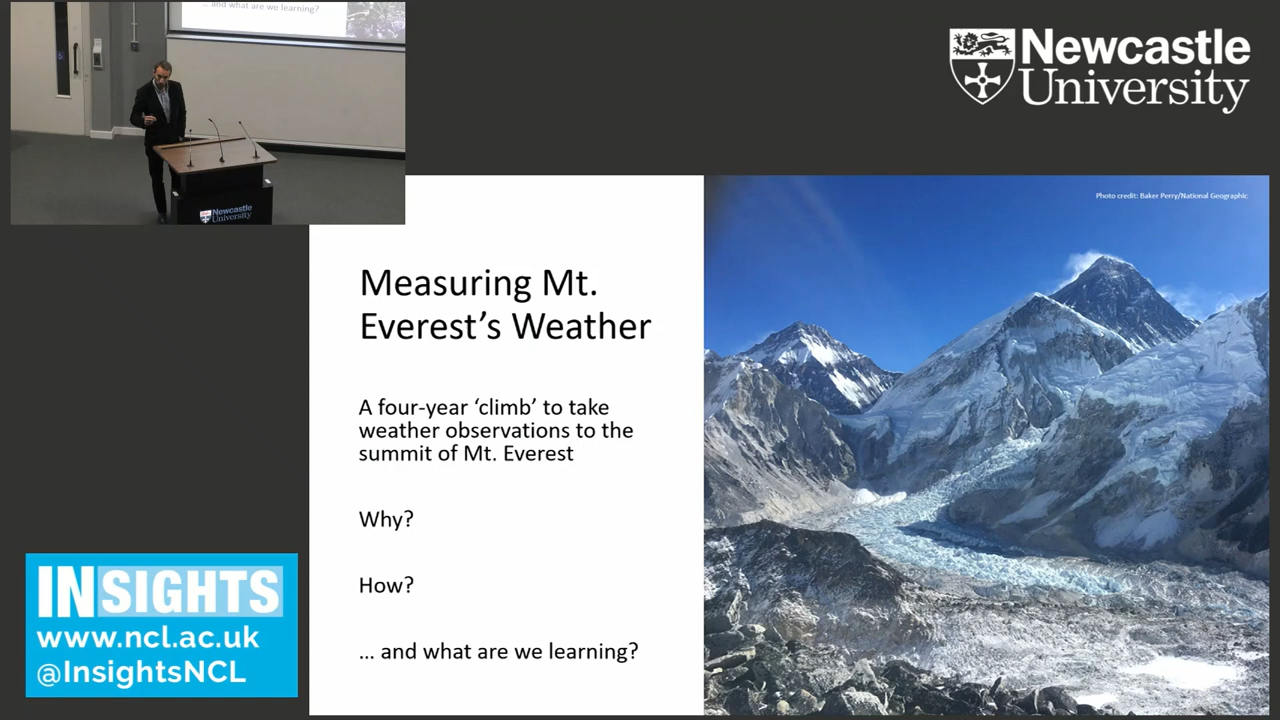 ... and what are we learning?
Newcastle
University
Newcastle
University
Photo credit: Baker Perry/National Geographic
Measuring Mt.
Everest's Weather
A four-year 'climb' to take
weather observations to the
summit of Mt. Everest
Why?
How?
... and what are we learning?
INSIGHTS
www.ncl.ac.uk
@InsightsNCL